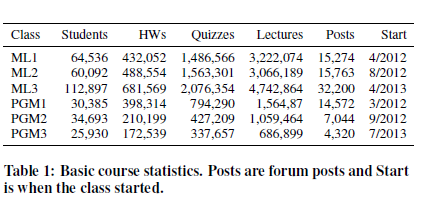 Class Students HWs Quizzes Lectures Posts Start
ML1 64,536 432,052 1,486,566 3,222,074 15,274 4/2012
ML2 60,092 488,554 1,563,301 3,066,189 15,763 8/2012
ML3 112,897 681,569 2,076,354 4,742,864 32,200 4/2013
PGM1 30,385 398,314 794,290 1,564,87 14,572 3/2012
PGM2 34,693 210,199 427,209 1,059,464 7,044 9/2012
PGM3 25,930 172,539 337,657 686,899 4,320 7/2013
Table 1: Basic course statistics. Posts are forum posts and Start
is when the class started.